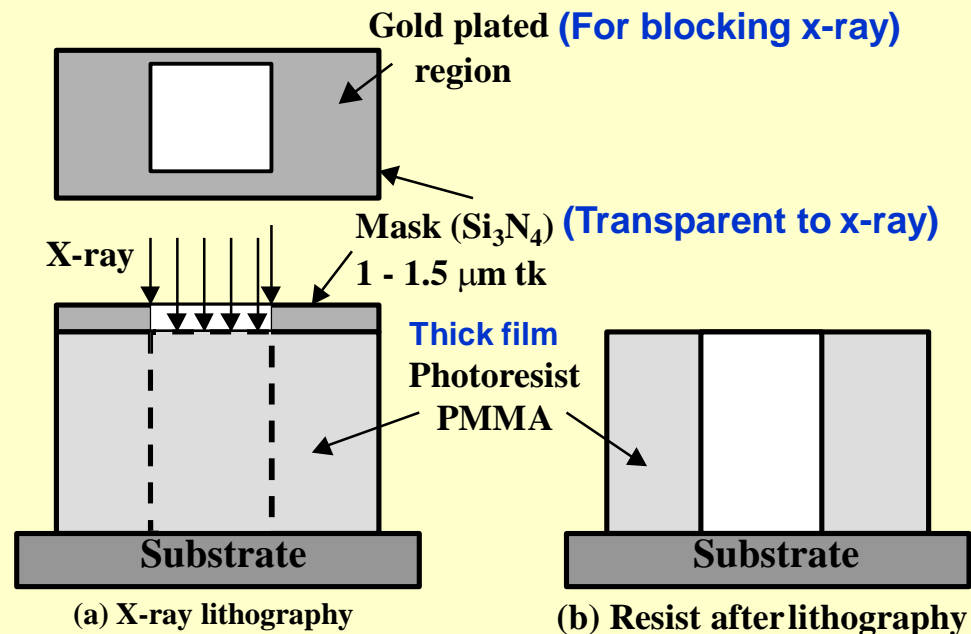 Gold plated (For blocking x-ray)
region
Mask (Si₃N₄) (Transparent to x-ray)
X-ray
1 - 1.5 μm tk
Thick film
Photoresist
PMMA
Substrate
Substrate
(a) X-ray lithography
(b) Resist after lithography